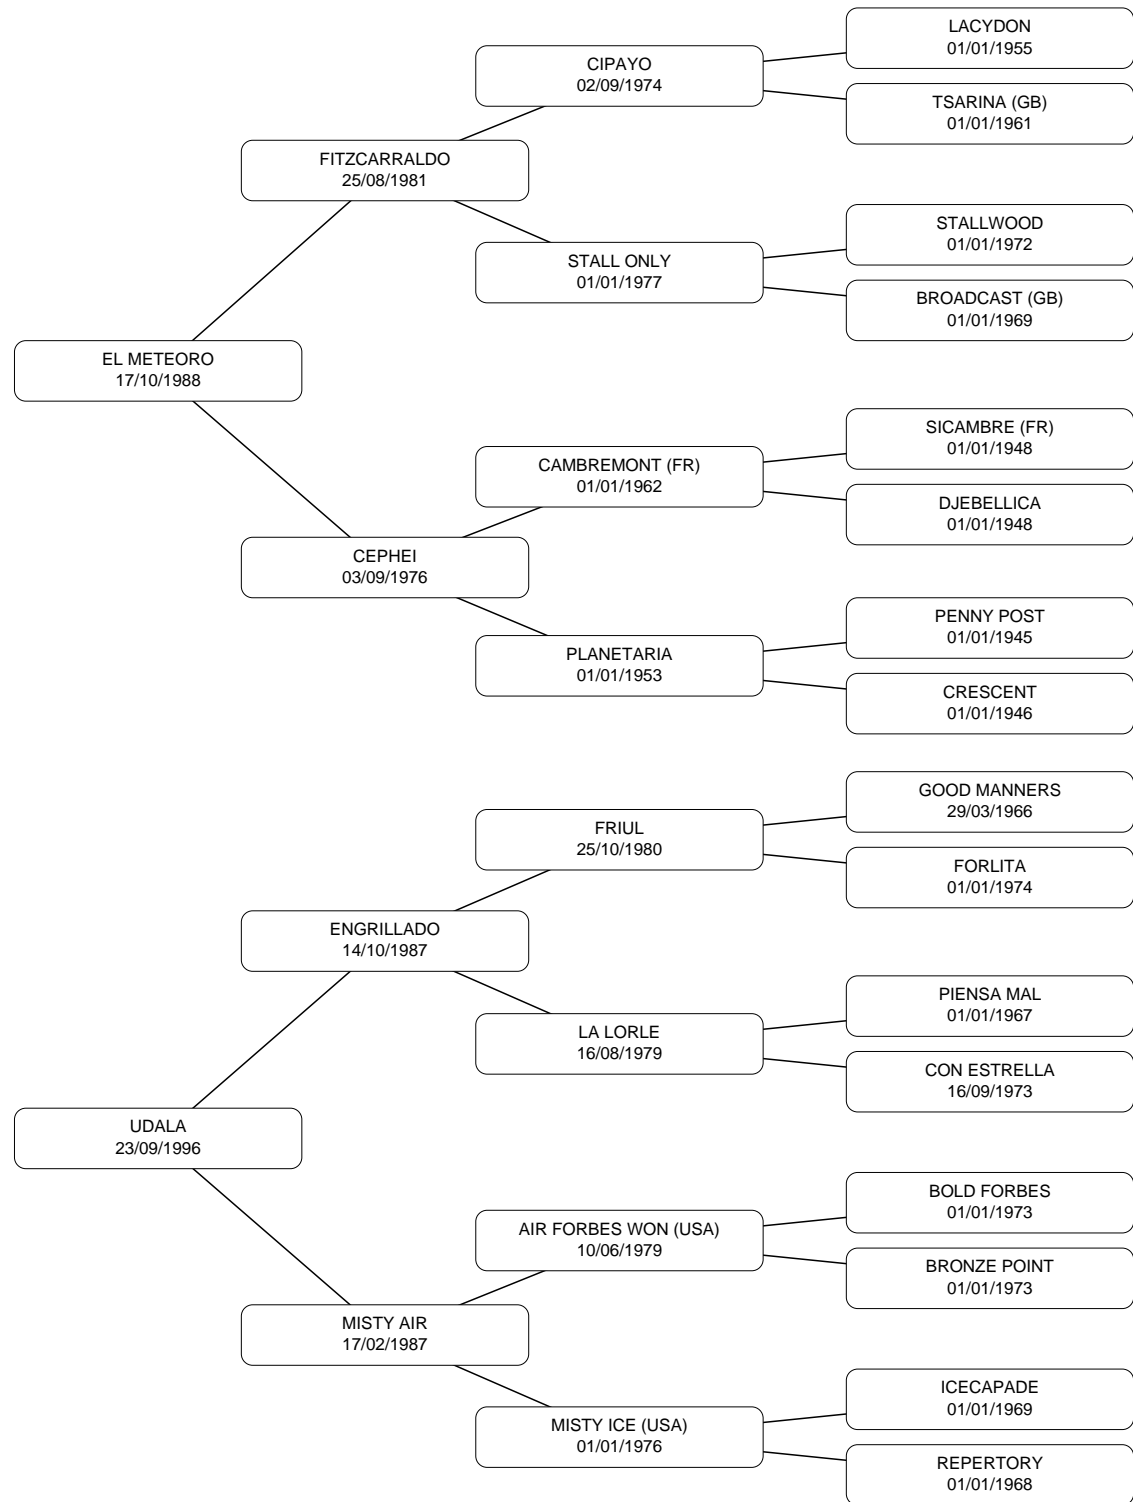 LACYDON
01/01/1955
CIPAYO
02/09/1974
TSARINA (GB)
01/01/1961
FITZCARRALDO
25/08/1981
STALLWOOD
01/01/1972
STALL ONLY
01/01/1977
BROADCAST (GB)
01/01/1969
EL METEORO
17/10/1988
SICAMBRE (FR)
01/01/1948
CAMBREMONT (FR)
01/01/1962
DJEBELLICA
01/01/1948
CEPHEI
03/09/1976
PENNY POST
01/01/1945
PLANETARIA
01/01/1953
CRESCENT
01/01/1946
GOOD MANNERS
29/03/1966
FRIUL
25/10/1980
FORLITA
01/01/1974
ENGRILLADO
14/10/1987
PIENSA MAL
01/01/1967
LA LORLE
16/08/1979
CON ESTRELLA
16/09/1973
UDALA
23/09/1996
BOLD FORBES
01/01/1973
AIR FORBES WON (USA)
10/06/1979
BRONZE POINT
01/01/1973
MISTY AIR
17/02/1987
ICECAPADE
01/01/1969
MISTY ICE (USA)
01/01/1976
REPERTORY
01/01/1968